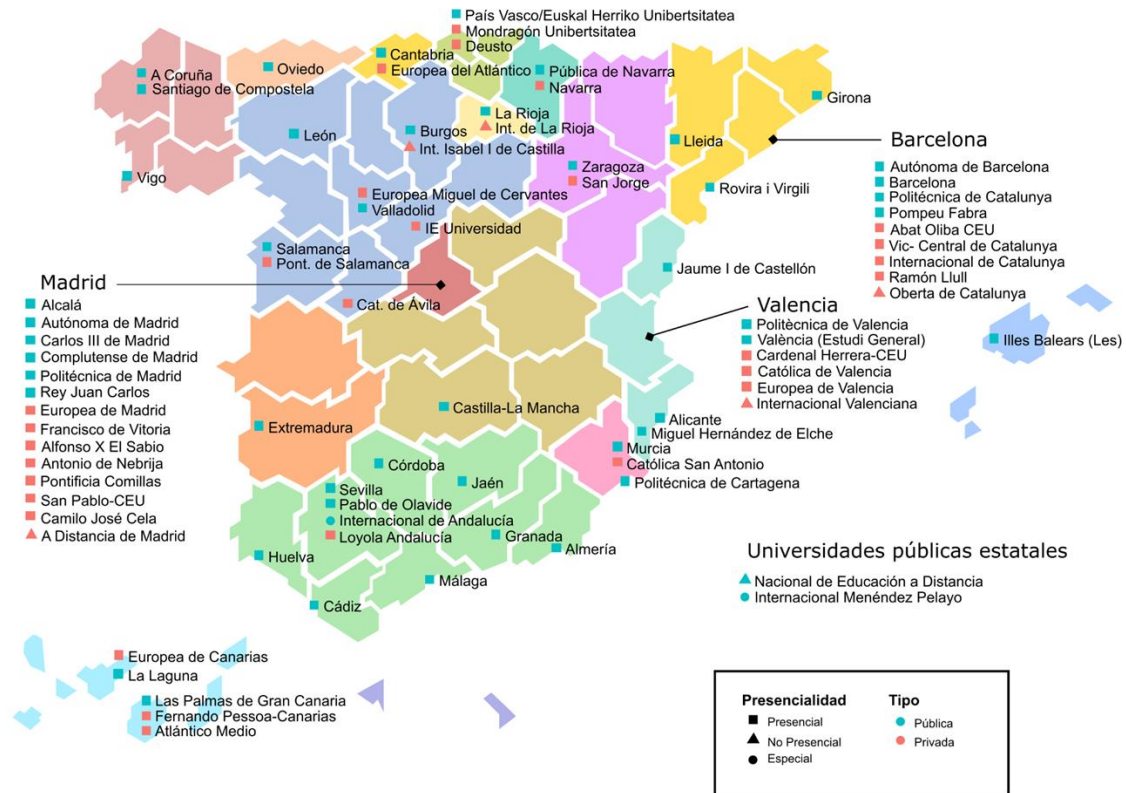 País Vasco/Euskal Herriko Unibertsitatea
Mondragón Unibertsitatea
Deusto
Cantabria
Europea del Atlántico
Oviedo
A Coruña
Santiago de Compostela
Pública de Navarra
Navarra
Girona
La Rioja
Int. de La Rioja
León
Burgos
Int. Isabel I de Castilla
Lleida
Vigo
Zaragoza
San Jorge
Rovira i Virgili
Europea Miguel de Cervantes
Valladolid
IE Universidad
Salamanca
Pont. de Salamanca
Cat. de Ávila
Jaume I de Castellón
Barcelona
Autónoma de Barcelona
Barcelona
Politécnica de Catalunya
Pompeu Fabra
Abat Oliba CEU
Vic- Central de Catalunya
Internacional de Catalunya
Ramón Llull
Oberta de Catalunya
Madrid
Alcalá
Autónoma de Madrid
Carlos III de Madrid
Complutense de Madrid
Politécnica de Madrid
Rey Juan Carlos
Europea de Madrid
Francisco de Vitoria
Alfonso X El Sabio
Antonio de Nebrija
Pontificia Comillas
San Pablo-CEU
Camilo José Cela
A Distancia de Madrid
Valencia
Politècnica de Valencia
València (Estudi General)
Cardenal Herrera-CEU
Católica de Valencia
Europea de Valencia
Internacional Valenciana
Illes Balears (Les)
Castilla-La Mancha
Extremadura
Alicante
Miguel Hernández de Elche
Murcia
Católica San Antonio
Politécnica de Cartagena
Córdoba
Jaén
Sevilla
Pablo de Olavide
Internacional de Andalucía
Loyola Andalucía
Granada
Almería
Huelva
Málaga
Cádiz
Universidades públicas estatales
Nacional de Educación a Distancia
Internacional Menéndez Pelayo
Europea de Canarias
La Laguna
Las Palmas de Gran Canaria
Fernando Pessoa-Canarias
Atlántico Medio
Presencialidad
Presencial
No Presencial
Especial
Tipo
Pública
Privada